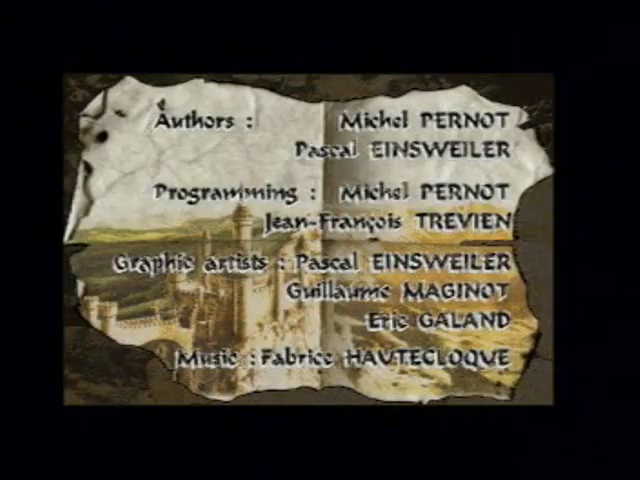 Authors : Michel PERNOT
Pascal EINSWEILER
Programming : Michel PERNOT
Jean-François TREVIEN
Graphic artists : Pascal EINSWEILER
Guillaume MAGINOT
Eric GALAND
Music : Fabrice HAUTECLOQUE